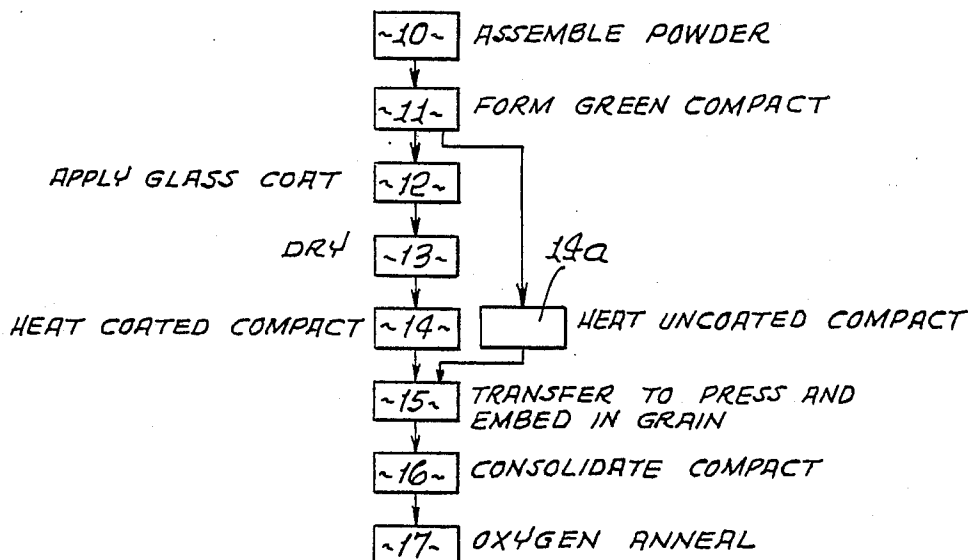 ~10~ ASSEMBLE POWDER
~11~ FORM GREEN COMPACT
APPLY GLASS COAT ~12~
DRY ~13~
14a
HEAT COATED COMPACT ~14~ HEAT UNCOATED COMPACT
~15~ TRANSFER TO PRESS AND
EMBED IN GRAIN
~16~ CONSOLIDATE COMPACT
~17~ OXYGEN ANNEAL